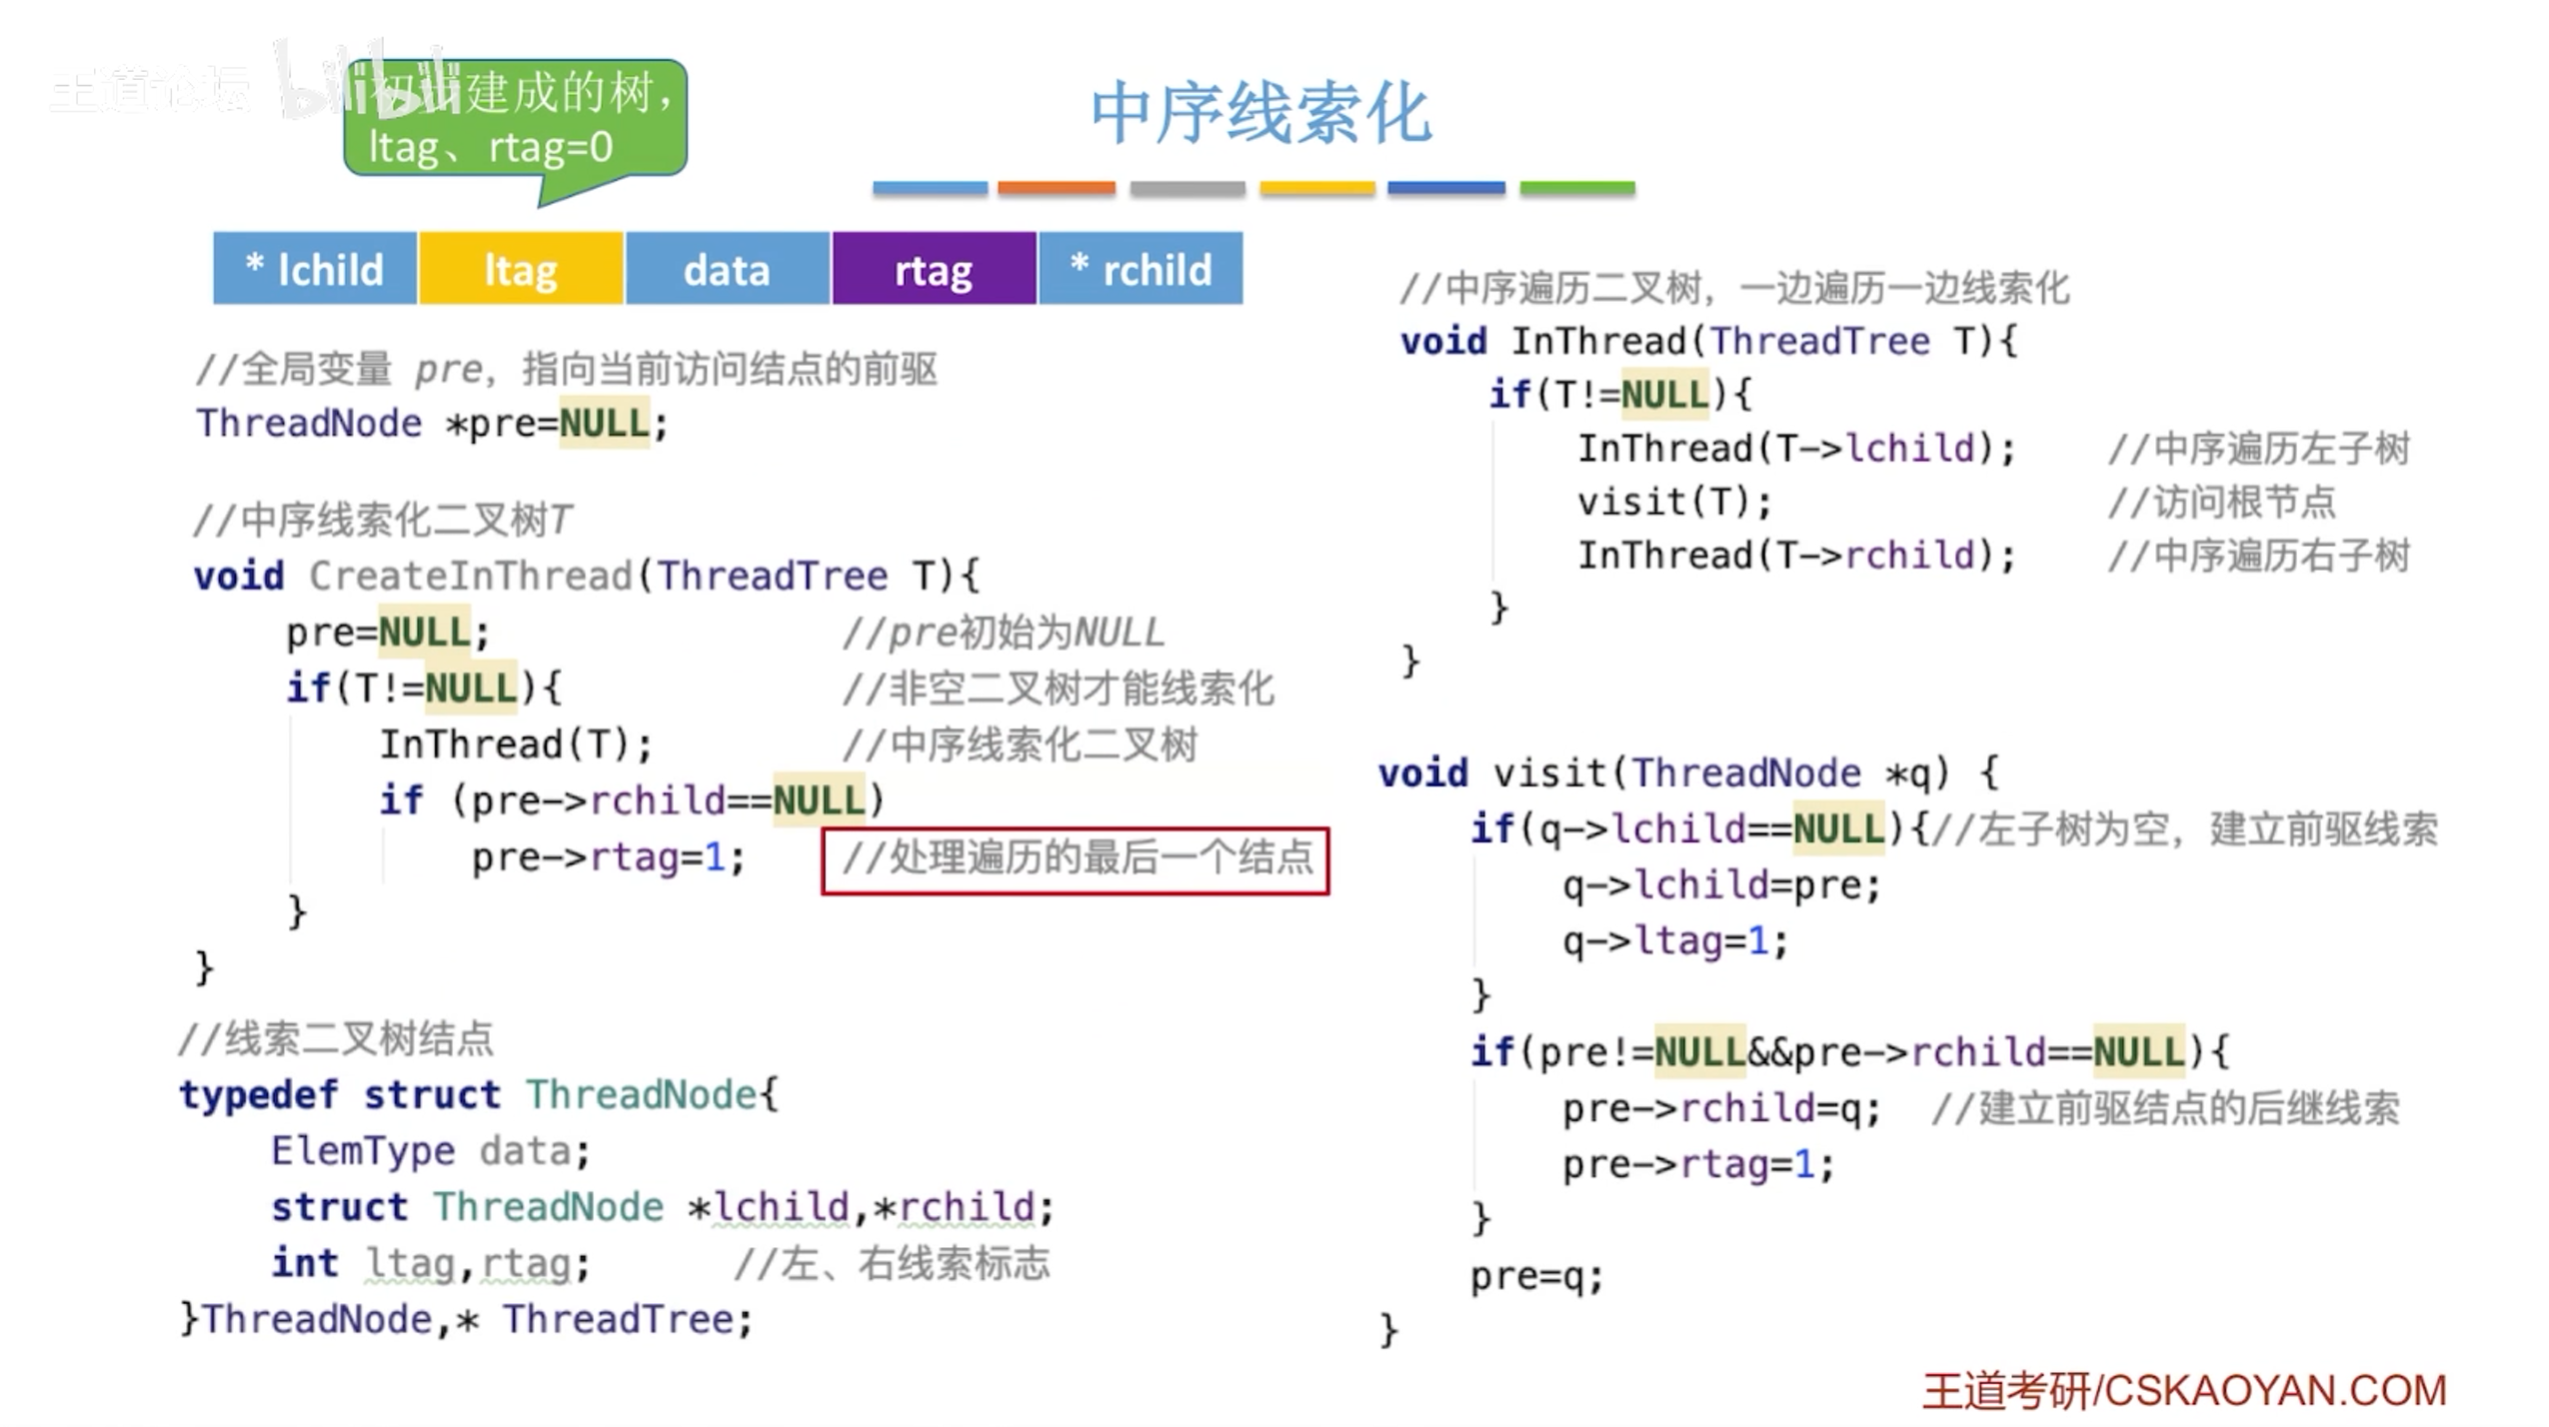 王道论坛 bilibili
初步建成的树，
ltag、rtag=0
中序线索化
* lchild ltag data rtag * rchild
//全局变量 pre，指向当前访问结点的前驱
ThreadNode *pre=NULL;
//中序线索化二叉树T
void CreateInThread(ThreadTree T){
pre=NULL; //pre初始为NULL
if(T!=NULL){ //非空二叉树才能线索化
InThread(T); //中序线索化二叉树
if (pre->rchild==NULL)
pre->rtag=1; //处理遍历的最后一个结点
}
}
//线索二叉树结点
typedef struct ThreadNode{
ElemType data;
struct ThreadNode *lchild,*rchild;
int ltag,rtag; //左、右线索标志
}ThreadNode,* ThreadTree;
//中序遍历二叉树，一边遍历一边线索化
void InThread(ThreadTree T){
if(T!=NULL){
InThread(T->lchild); //中序遍历左子树
visit(T); //访问根节点
InThread(T->rchild); //中序遍历右子树
}
}
void visit(ThreadNode *q) {
if(q->lchild==NULL){//左子树为空，建立前驱线索
q->lchild=pre;
q->ltag=1;
}
if(pre!=NULL&&pre->rchild==NULL){
pre->rchild=q; //建立前驱结点的后继线索
pre->rtag=1;
}
pre=q;
}
王道考研/CSKAOYAN.COM